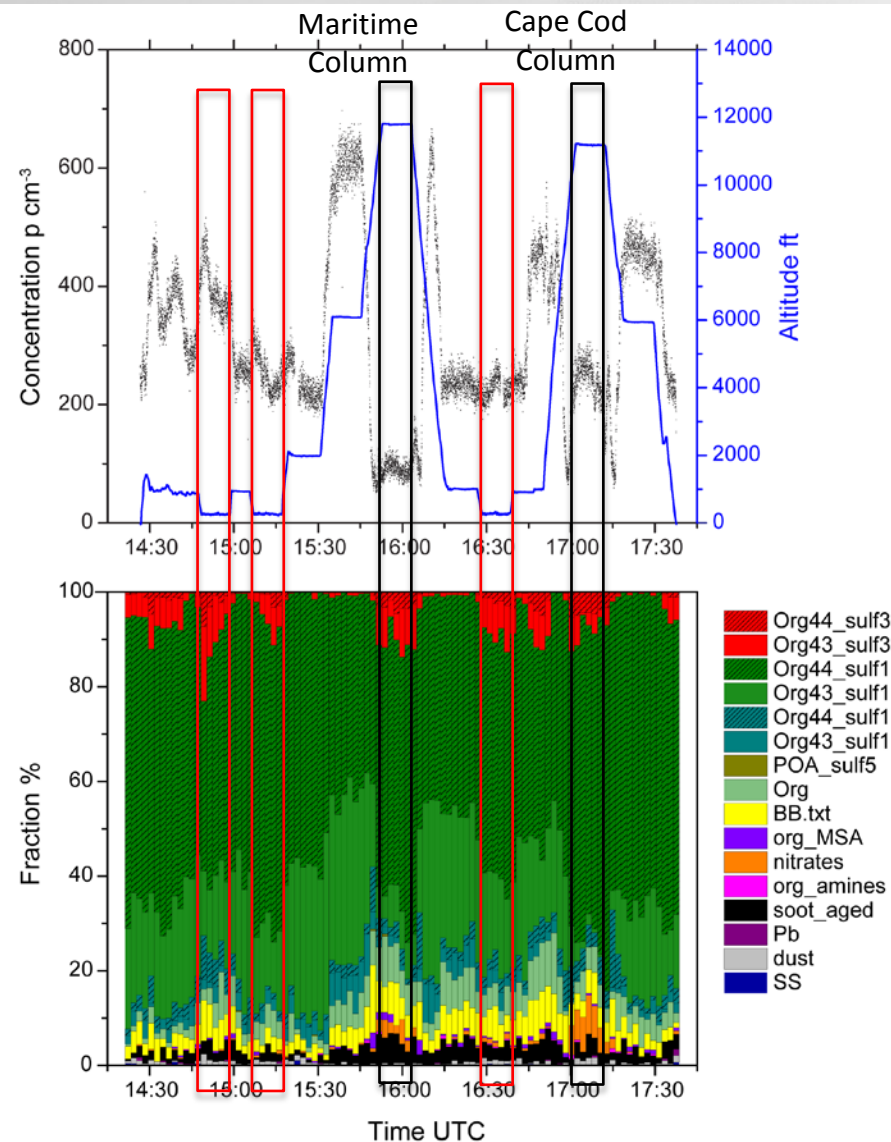 Maritime
Column
Cape Cod
Column
800
600
400
200
0
Concentration p cm-3
14000
12000
10000
8000
6000
4000
2000
0
Altitude ft
14:30
15:00
15:30
16:00
16:30
17:00
17:30
100
80
60
40
20
0
Fraction %
14:30
15:00
15:30
16:00
16:30
17:00
17:30
Time UTC
Org44_sulf3
Org43_sulf3
Org44_sulf1
Org43_sulf1
Org44_sulf1
Org43_sulf1
POA_sulf5
Org
BB.txt
org_MSA
nitrates
org_amines
soot_aged
Pb
dust
SS